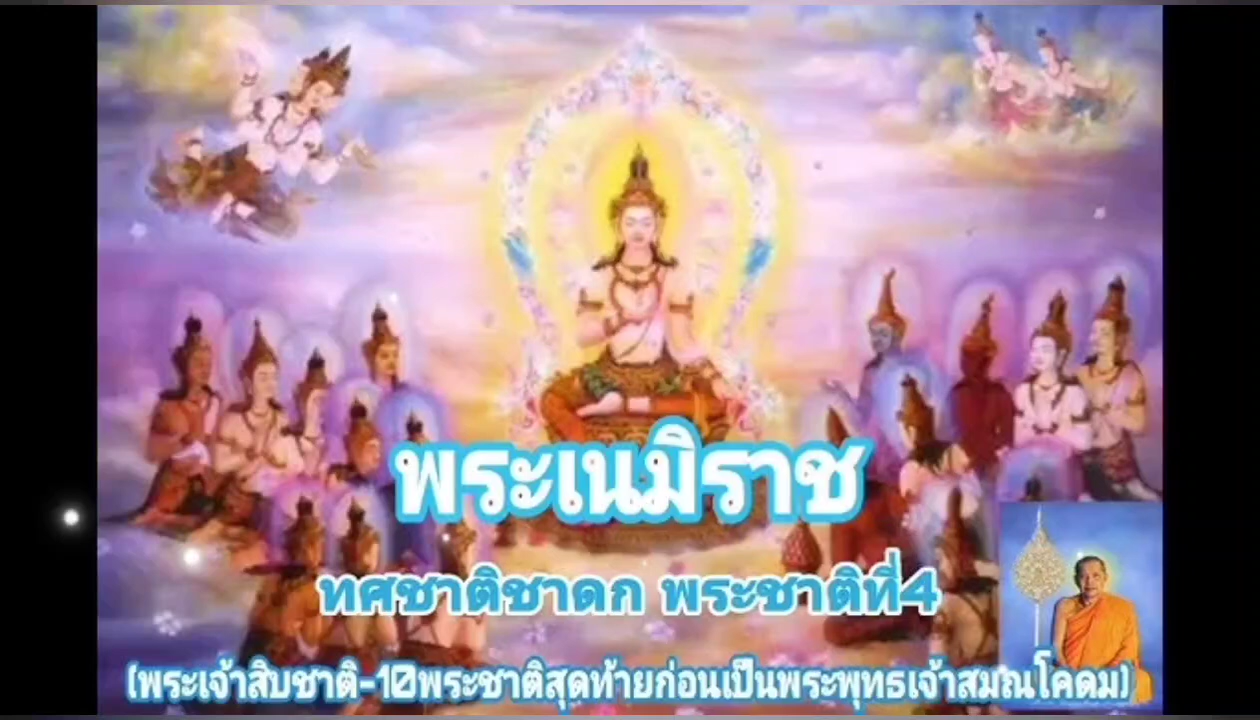 พระเนมิราช
ทศชาติชาดก พระชาติที่4
(พระเจ้าสิบชาติ-10พระชาติสุดท้ายก่อนเป็นพระพุทธเจ้าสมณโคดม)